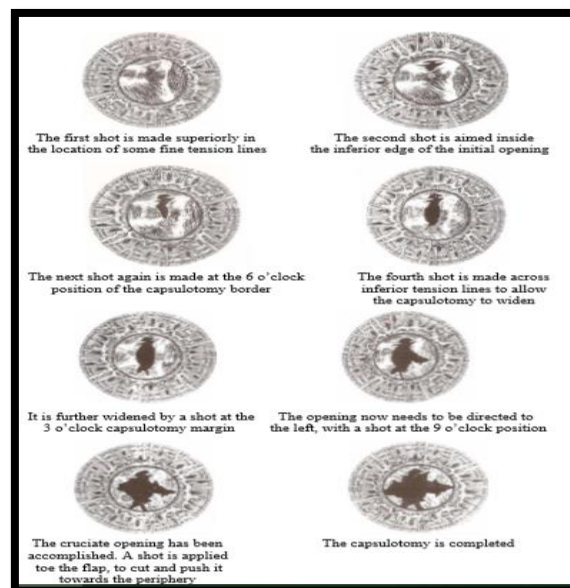 The first shot is made superiorly in
the location of some fine tension lines
The second shot is aimed inside
the inferior edge of the initial opening
The next shot again is made at the 6 o'clock
position of the capsulotomy border
The fourth shot is made across
inferior tension lines to allow
the capsulotomy to widen
It is further widened by a shot at the
3 o'clock capsulotomy margin
The opening now needs to be directed to
the left, with a shot at the 9 o'clock position
The cruciate opening has been
accomplished. A shot is applied
toe the flap, to cut and push it
towards the periphery
The capsulotomy is completed